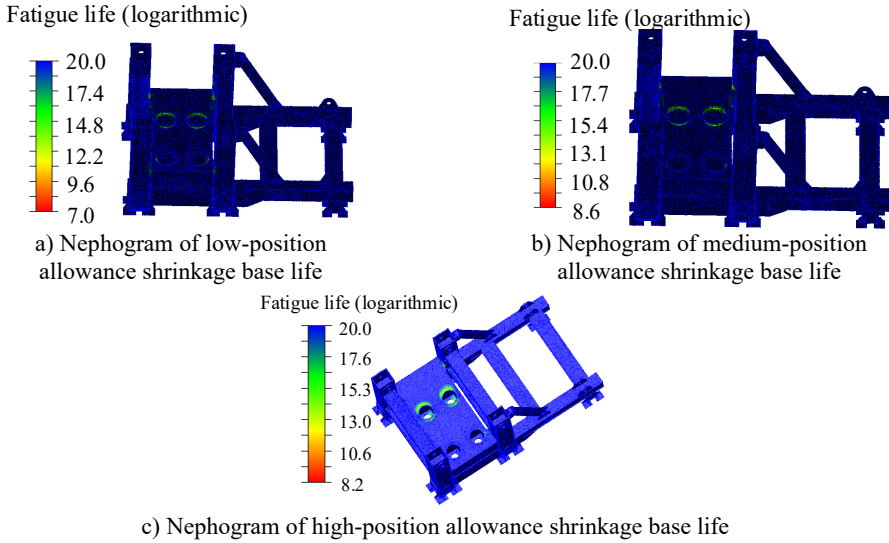 Fatigue life (logarithmic)
20.0
17.4
14.8
12.2
9.6
7.0
a) Nephogram of low-position
allowance shrinkage base life
Fatigue life (logarithmic)
20.0
17.6
15.4
13.1
10.8
8.6
b) Nephogram of medium-position
allowance shrinkage base life
Fatigue life (logarithmic)
20.0
17.6
15.3
12.9
10.6
8.2
c) Nephogram of high-position allowance shrinkage base life